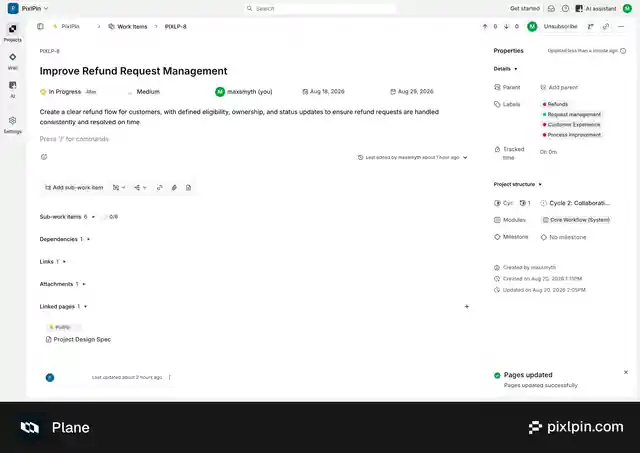 PixlPin
Search
Get started
AI assistant
M
PixlPin
Work Items
PIXLP-8
0
0
M
Unsubscribe
Projects
Wiki
AI
Settings
PIXLP-8
Improve Refund Request Management
In Progress
Medium
M maxsmyth (you)
Aug 18, 2026
Aug 29, 2026
Create a clear refund flow for customers, with defined eligibility, ownership, and status updates to ensure refund requests are handled
consistently and resolved on time
Press '/' for commands
Last edited by maxsmyth about 1 hour ago
Add sub-work item
Sub-work items 6
0/6
Dependencies 1
Links 1
Attachments 1
Linked pages 1
PixlPin
Project Design Spec
P
Last updated about 2 hours ago
Properties
Updated less than a minute ago
Details
Parent
Add parent
Labels
Refunds
Request management
Customer Experience
Process Improvement
Tracked
time
0h 0m
Project structure
1
Cycle 2: Collaborati...
Modules
Core Workflow (System)
Milestone
No milestone
Created by maxsmyth
Created on Aug 20, 2026 1:11PM
Updated on Aug 20, 2026 2:05PM
Pages updated
Pages updated successfully
Plane
pixlpin.com